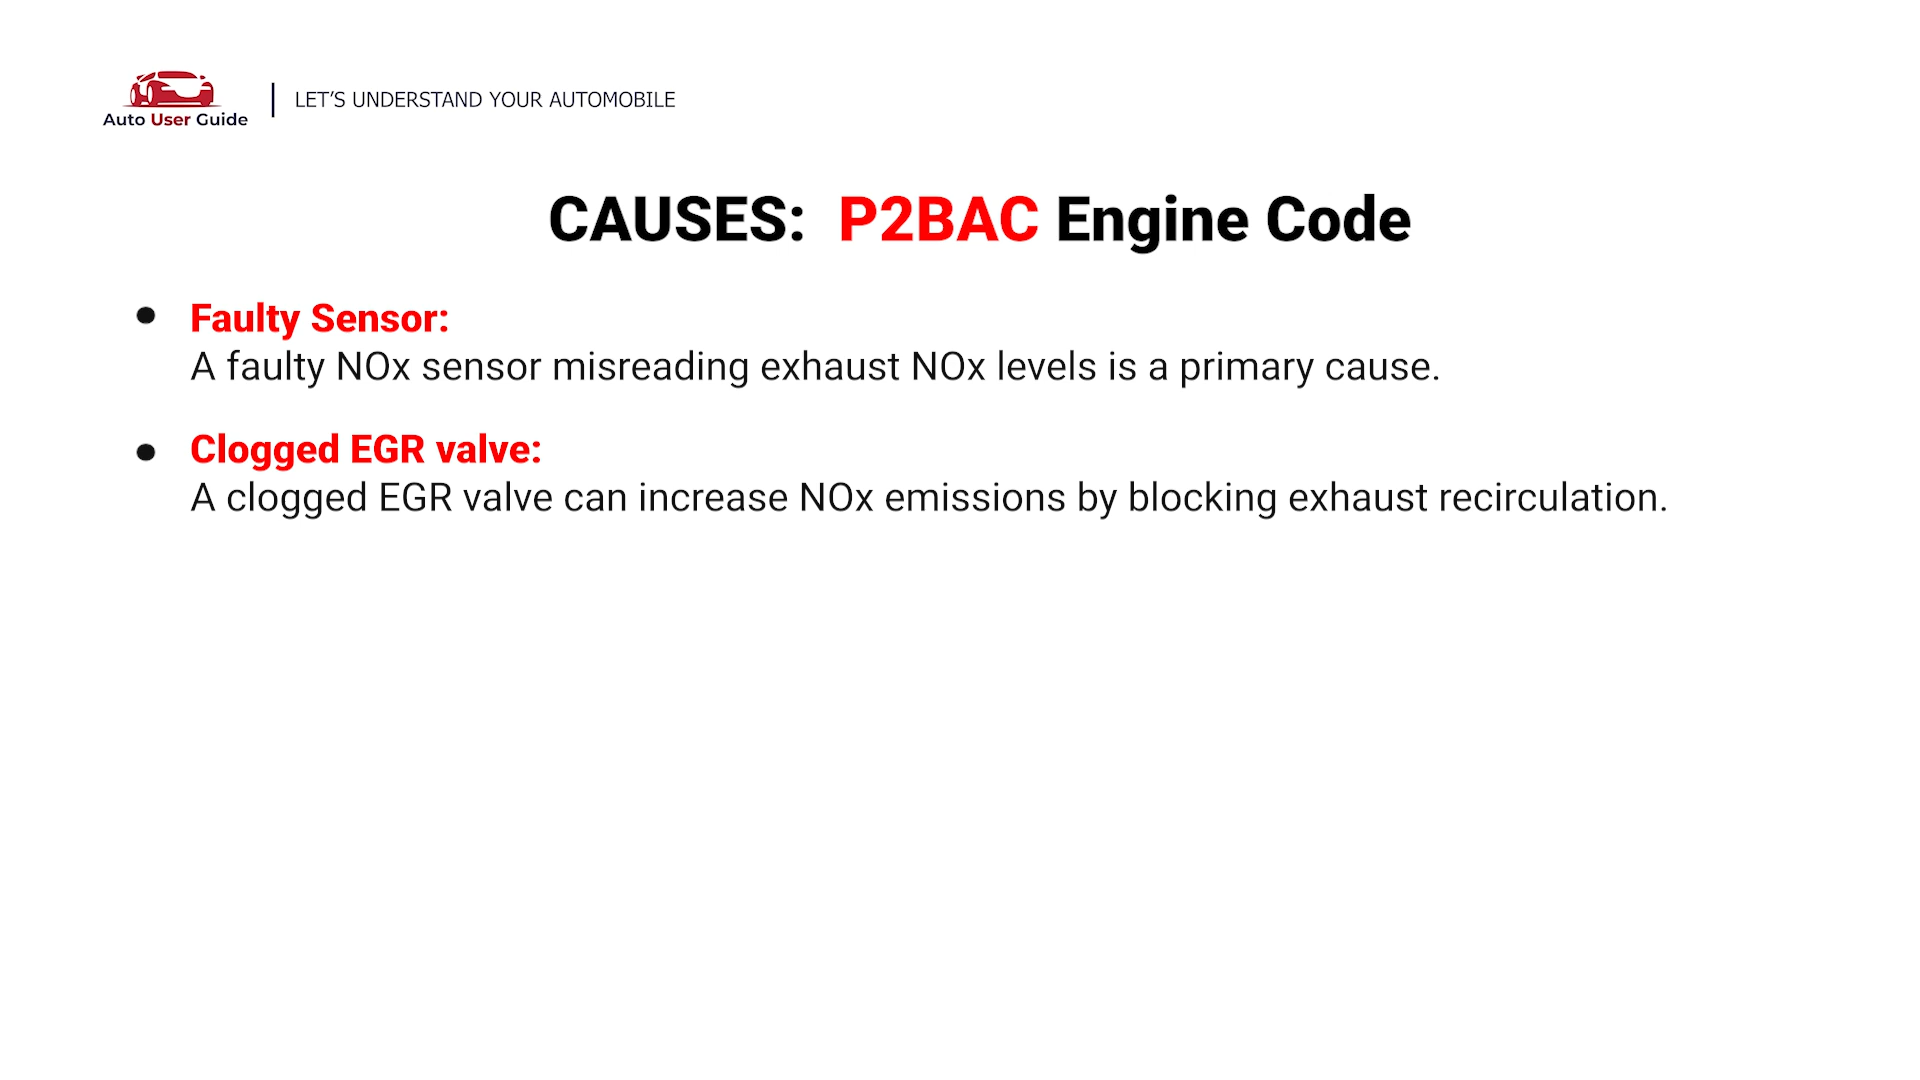 Auto User Guide
LET'S UNDERSTAND YOUR AUTOMOBILE
CAUSES: P2BAC Engine Code
● Faulty Sensor:
A faulty NOx sensor misreading exhaust NOx levels is a primary cause.
● Clogged EGR valve:
A clogged EGR valve can increase NOx emissions by blocking exhaust recirculation.